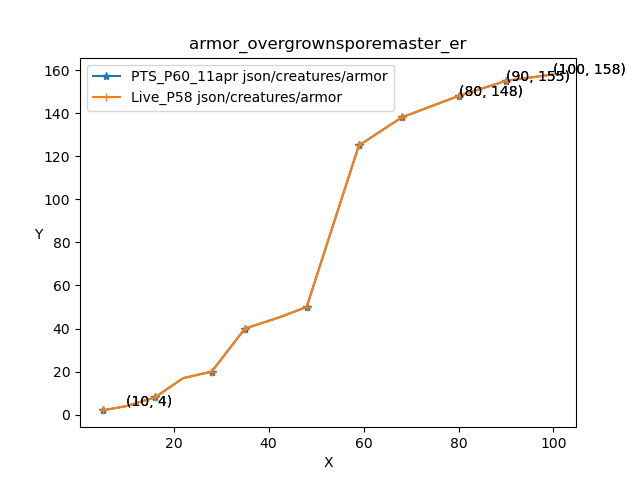 armor_overgrownsporemaster_er
PTS_P60_11apr json/creatures/armor
Live_P58 json/creatures/armor
(100, 158)
(90, 155)
(80, 148)
(10, 4)
160
140
120
100
80
60
40
20
0
Y
20 40 60 80 100
X